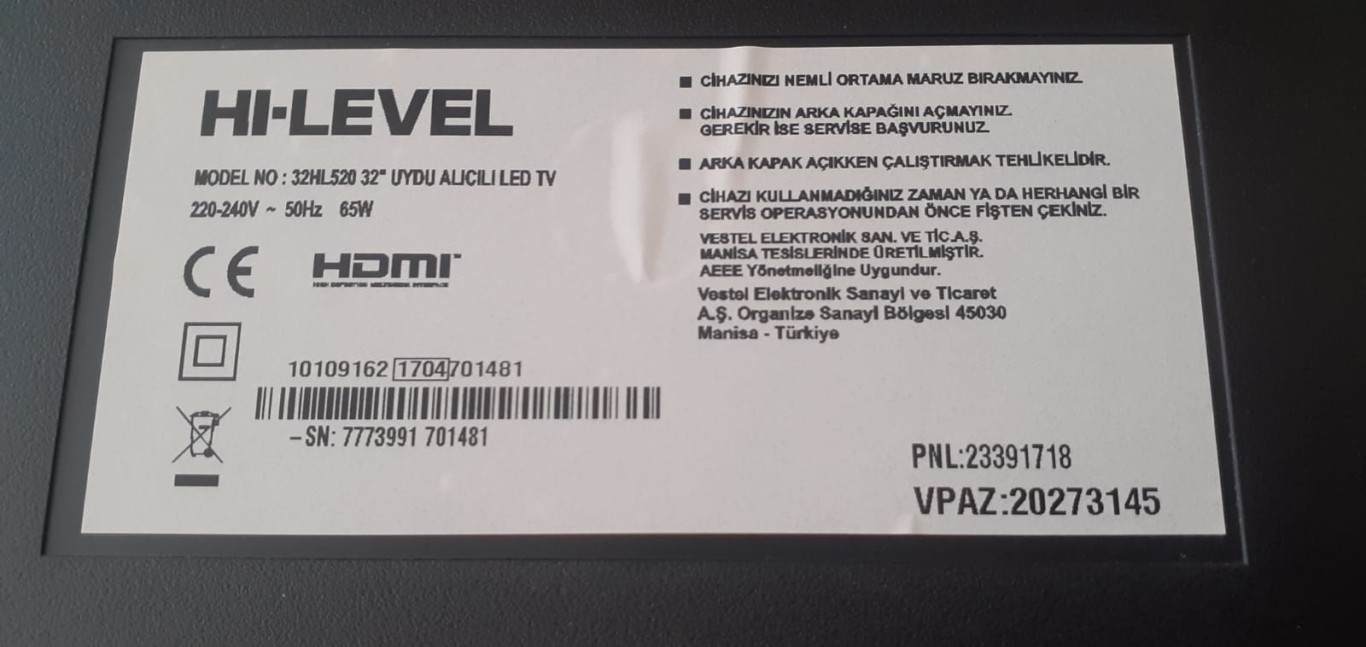 HI-LEVEL
MODEL NO : 32HL520 32" UYDU ALICILI LED TV
220-240V ~ 50Hz 65W
CE
HDMI
HIGH DEFINITION MULTIMEDIA INTERFACE
10109162 1704 701481
-SN: 7773991 701481
■ CİHAZINIZI NEMLİ ORTAMA MARUZ BIRAKMAYINIZ.
■ CİHAZINIZIN ARKA KAPAĞINI AÇMAYINIZ.
GEREKİR İSE SERVİSE BAŞVURUNUZ.
■ ARKA KAPAK AÇIKKEN ÇALIŞTIRMAK TEHLİKELİDİR.
■ CİHAZI KULLANMADIĞINIZ ZAMAN YA DA HERHANGİ BİR
SERVİS OPERASYONUNDAN ÖNCE FİŞTEN ÇEKİNİZ.
VESTEL ELEKTRONİK SAN. VE TİC.A.Ş.
MANİSA TESİSLERİNDE ÜRETİLMİŞTİR.
AEEE Yönetmeliğine Uygundur.
Vestel Elektronik Sanayi ve Ticaret
A.Ş. Organize Sanayi Bölgesi 45030
Manisa - Türkiye
PNL:23391718
VPAZ:20273145